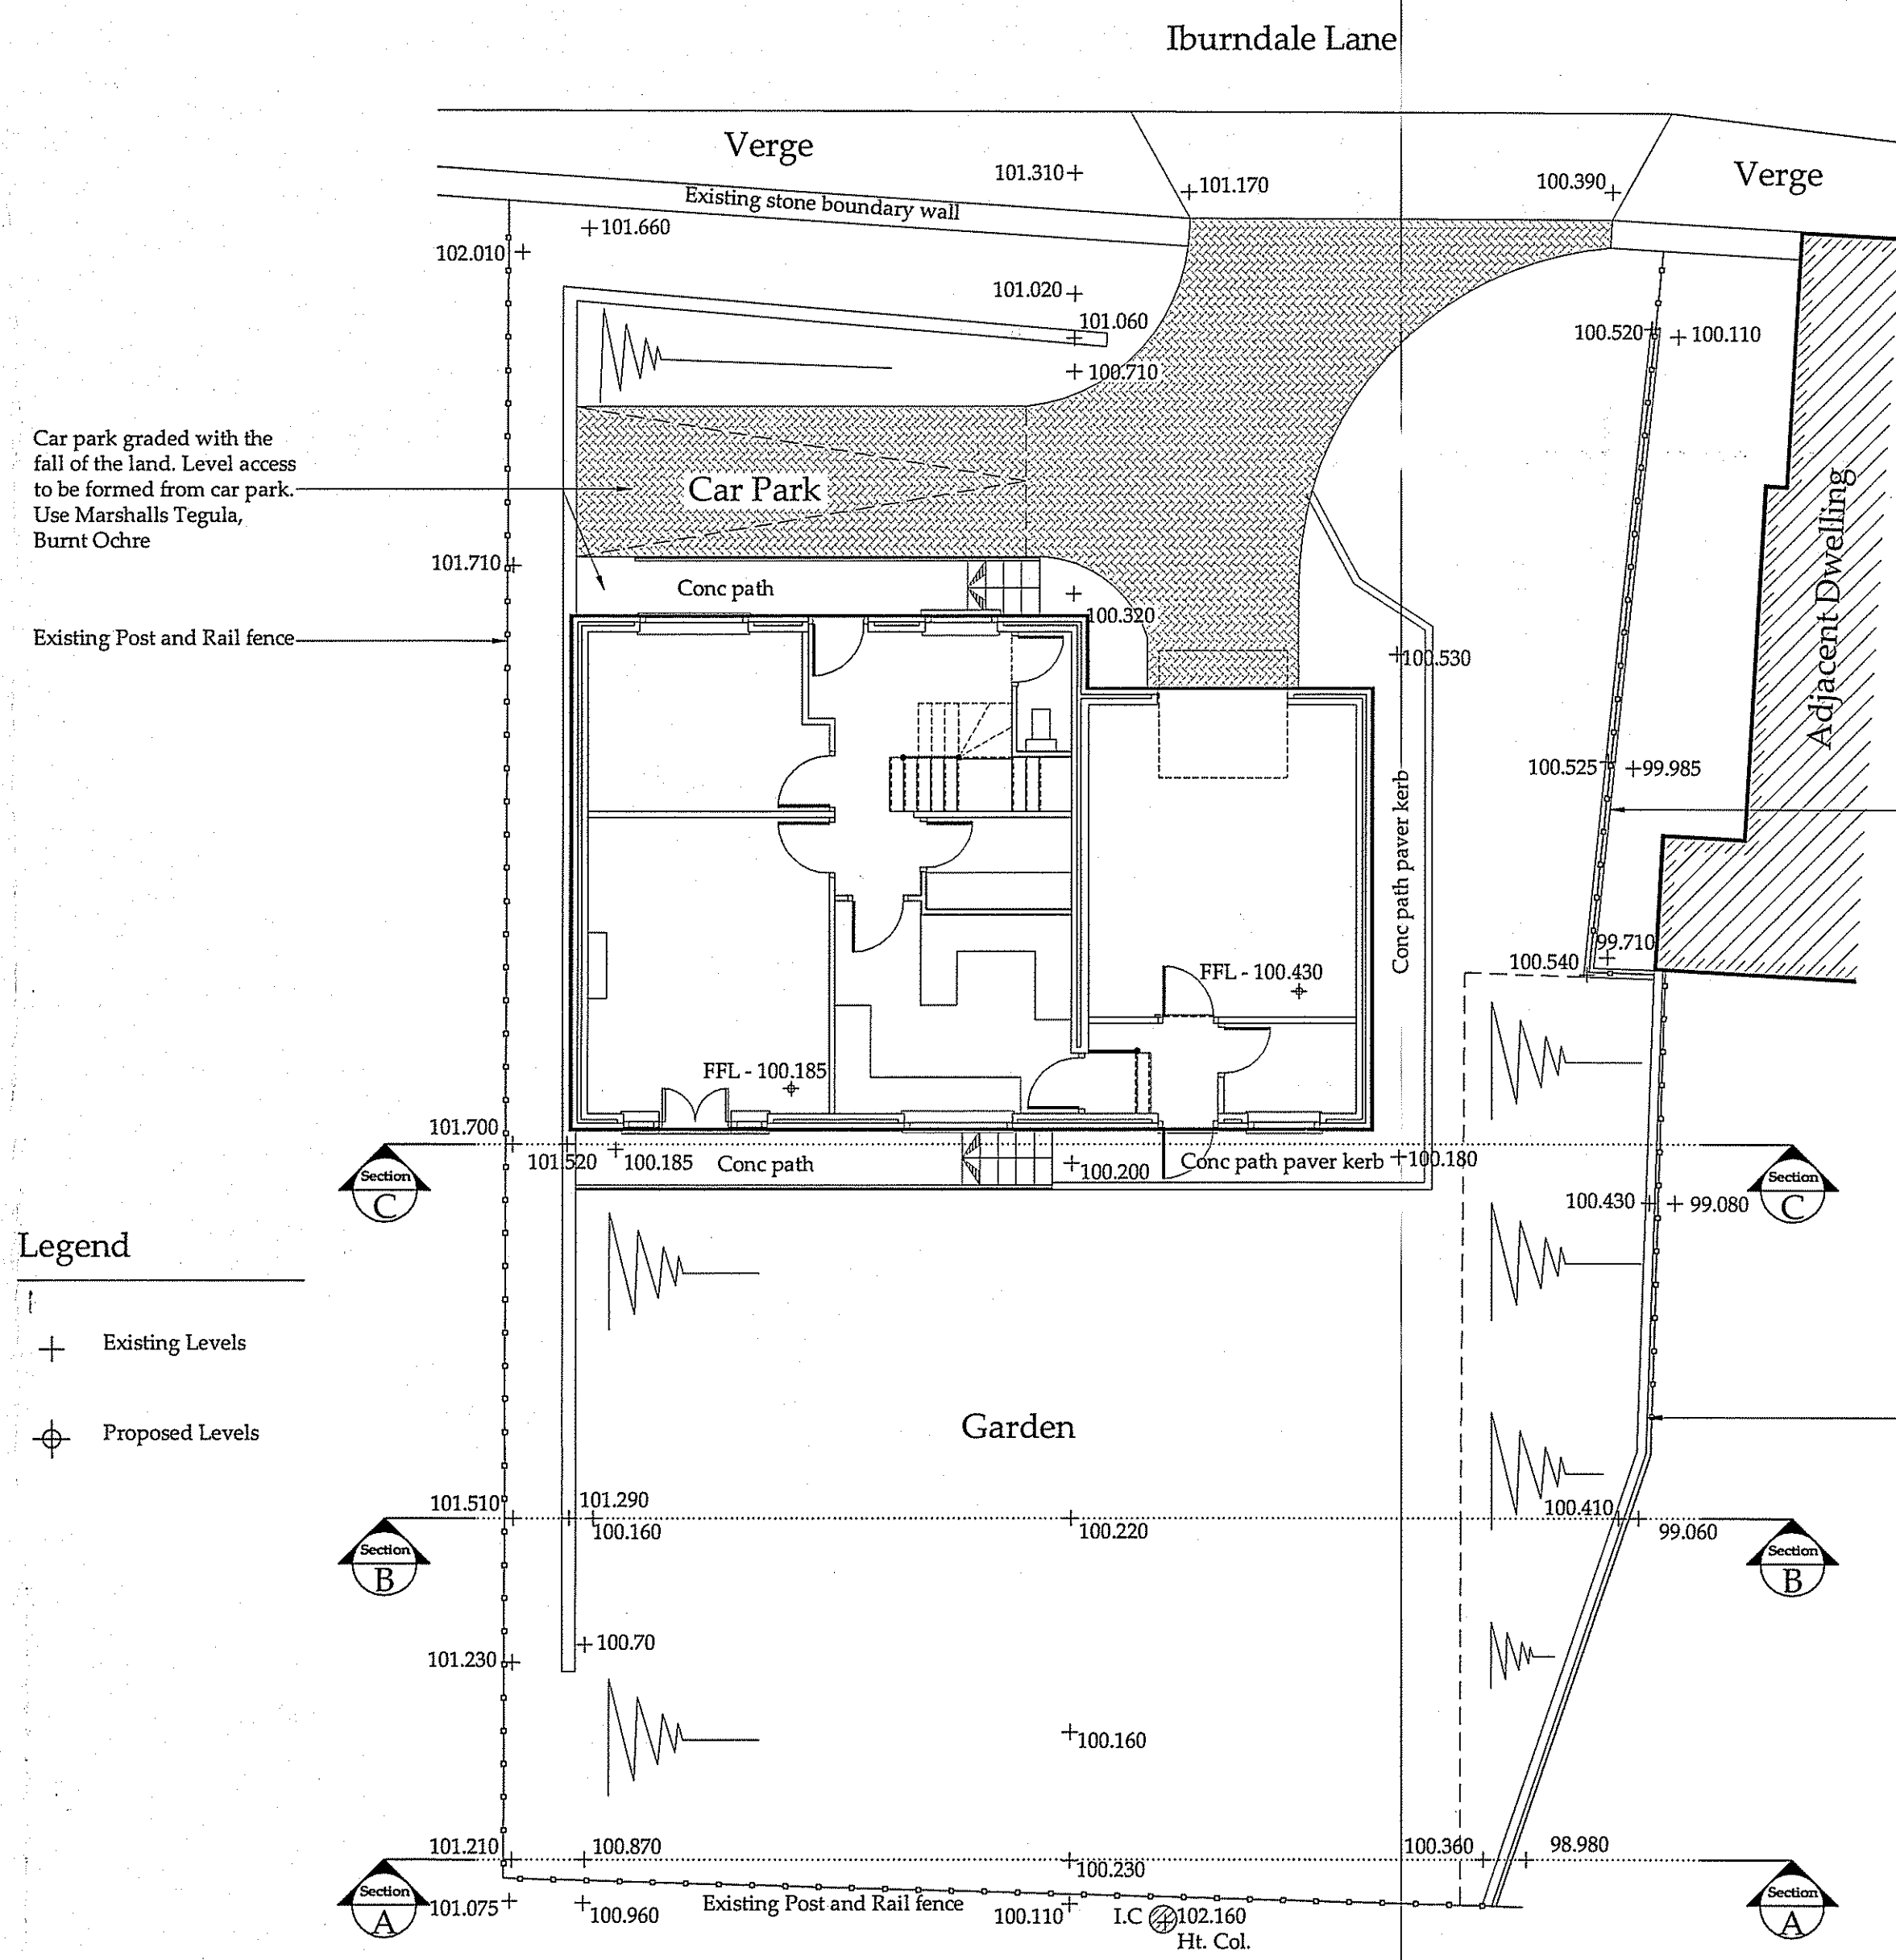 Iburndale Lane
Verge
101.310
101.170
100.390
Verge
Existing stone boundary wall
101.660
102.010
101.020
101.060
100.520
100.110
100.710
Car park graded with the
fall of the land. Level access
to be formed from car park.
Use Marshalls Tegula,
Burnt Ochre
Car Park
Adjacent Dwelling
101.710
Conc path
100.320
Existing Post and Rail fence
100.530
100.525
99.985
Conc path paver kerb
99.710
100.540
FFL - 100.430
FFL - 100.185
101.700
101.520
100.185
Conc path
100.200
Conc path paver kerb
100.180
Section
C
Section
C
100.430
99.080
Legend
Existing Levels
Proposed Levels
Garden
101.510
101.290
100.160
100.220
100.410
99.060
Section
B
Section
B
100.70
101.230
100.160
101.210
100.870
100.230
100.360
98.980
Section
A
Section
A
101.075
100.960
Existing Post and Rail fence
100.110
I.C
102.160
Ht. Col.